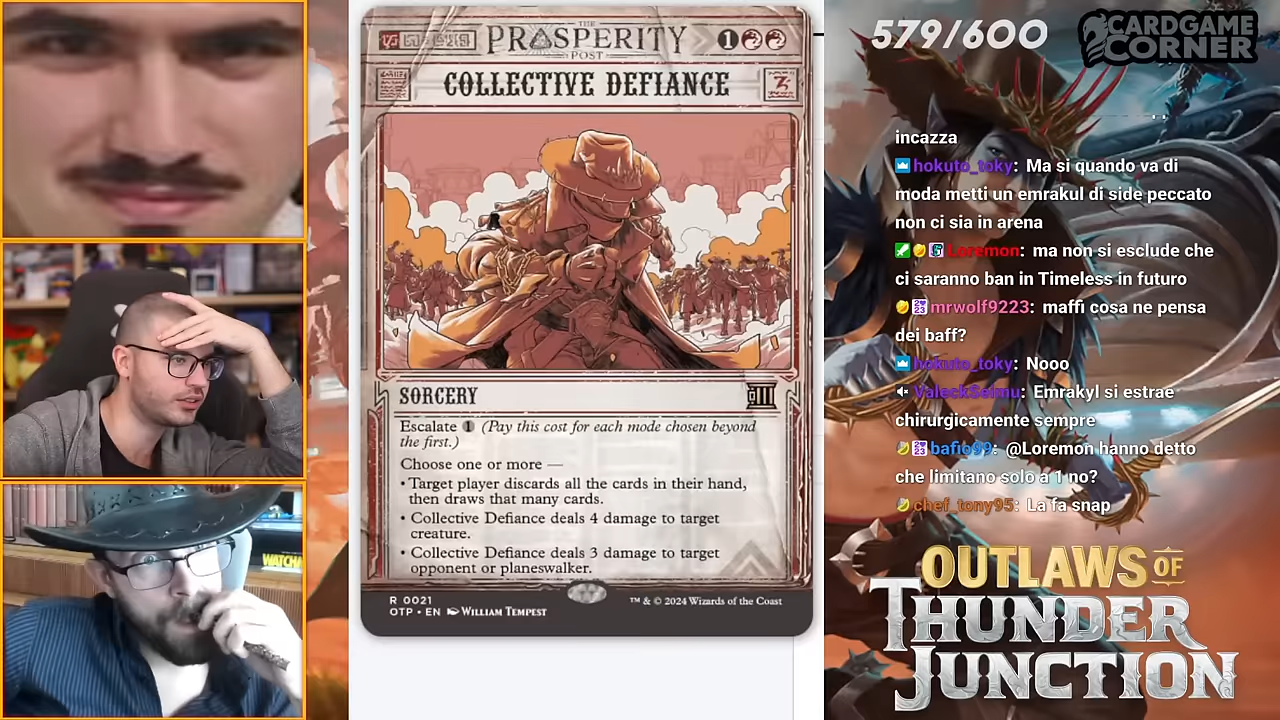 THE
PROSPERITY
POST
1
COLLECTIVE DEFIANCE
SORCERY
Escalate 1 (Pay this cost for each mode chosen beyond
the first.)
Choose one or more —
• Target player discards all the cards in their hand,
then draws that many cards.
• Collective Defiance deals 4 damage to target
creature.
• Collective Defiance deals 3 damage to target
opponent or planeswalker.
R 0021
OTP • EN WILLIAM TEMPEST
™ & © 2024 Wizards of the Coast
WATCH
579/600
CARDGAME
CORNER
incazza
hokuto_toky: Ma si quando va di
moda metti un emrakul di side peccato
non ci sia in arena
Loremon: ma non si esclude che
ci saranno ban in Timeless in futuro
mrwolf9223: maffi cosa ne pensa
dei baff?
hokuto_toky: Nooo
ValeckSennu: Emrakyl si estrae
chirurgicamente sempre
bafio99: @Loremon hanno detto
che limitano solo a 1 no?
chef_tony95: La fa snap
OUTLAWS OF
THUNDER
JUNCTION